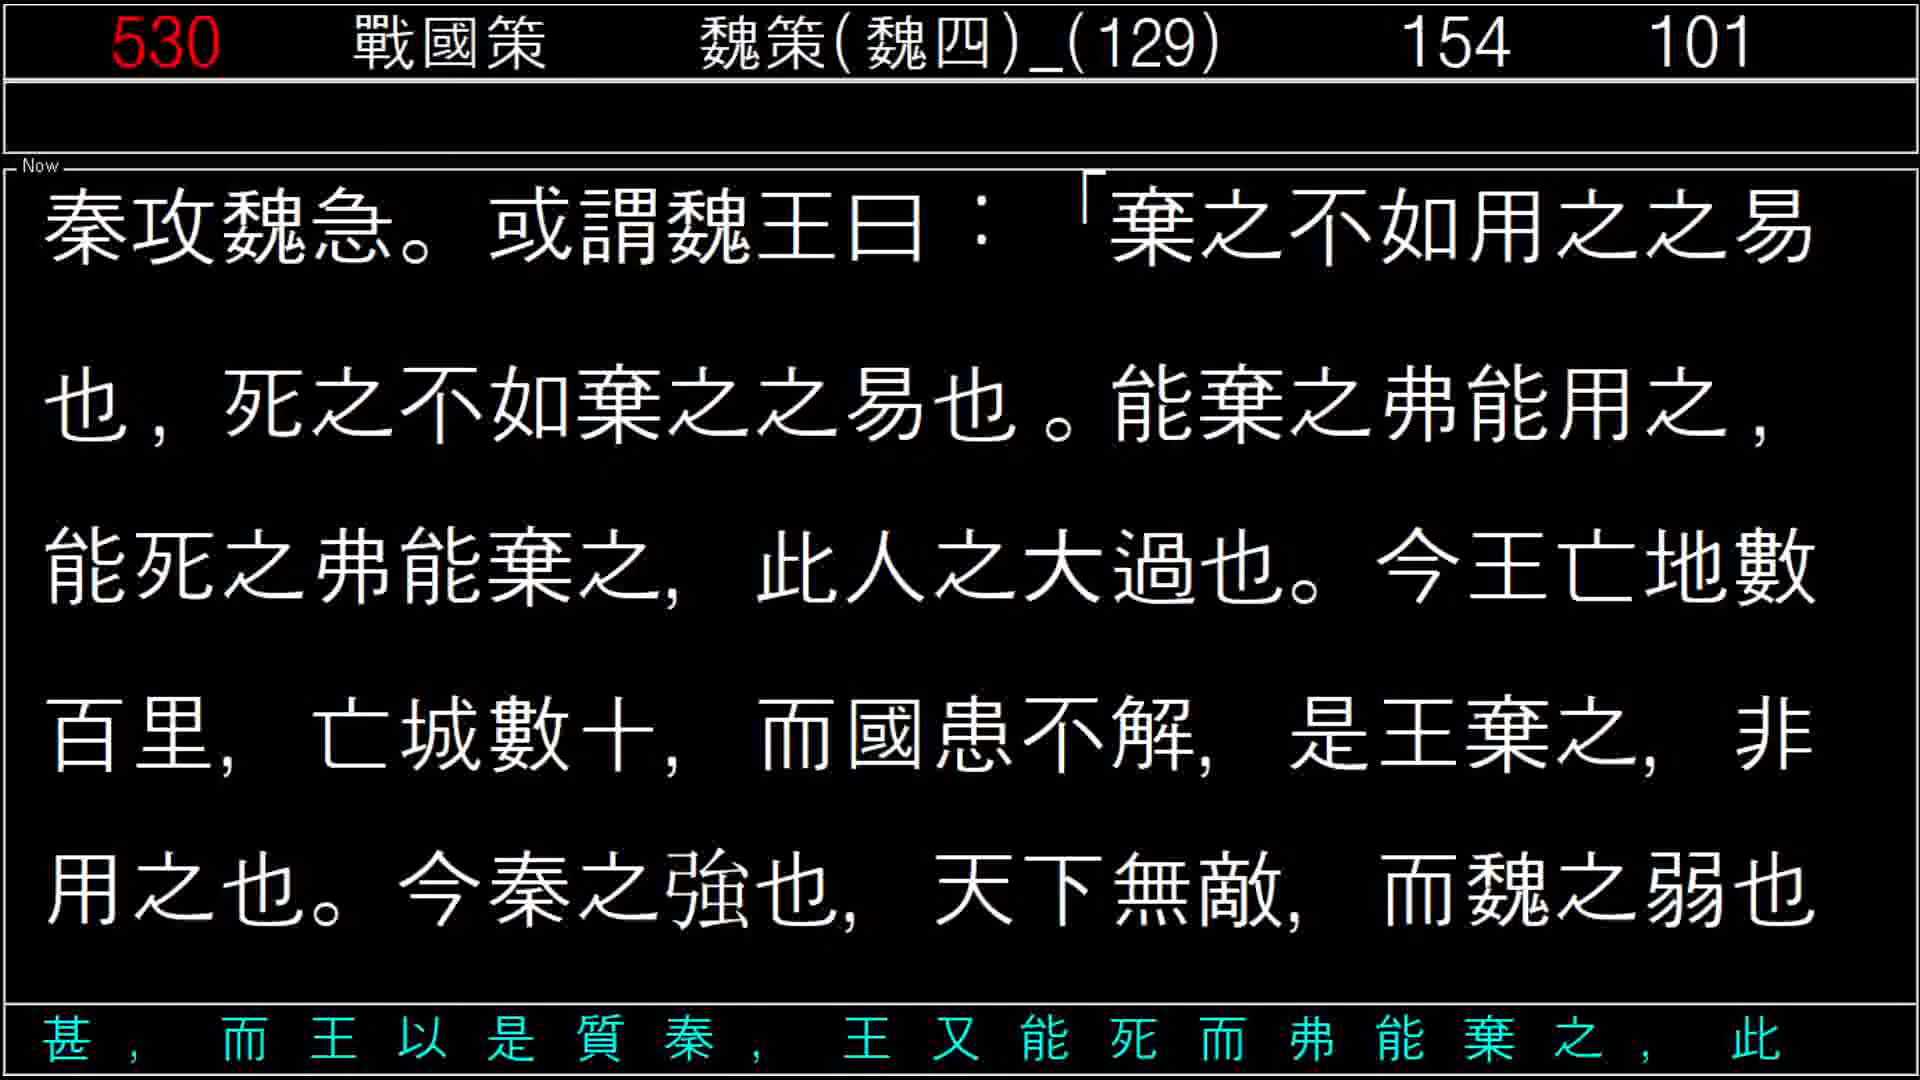 530 戰國策 魏策(魏四)_(129) 154 101
Now
秦攻魏急。或謂魏王曰：「棄之不如用之之易
也,死之不如棄之之易也。能棄之弗能用之,
能死之弗能棄之,此人之大過也。今王亡地數
百里,亡城數十,而國患不解,是王棄之,非
用之也。今秦之強也,天下無敵,而魏之弱也
甚,而王以是質秦,王又能死而弗能棄之,此